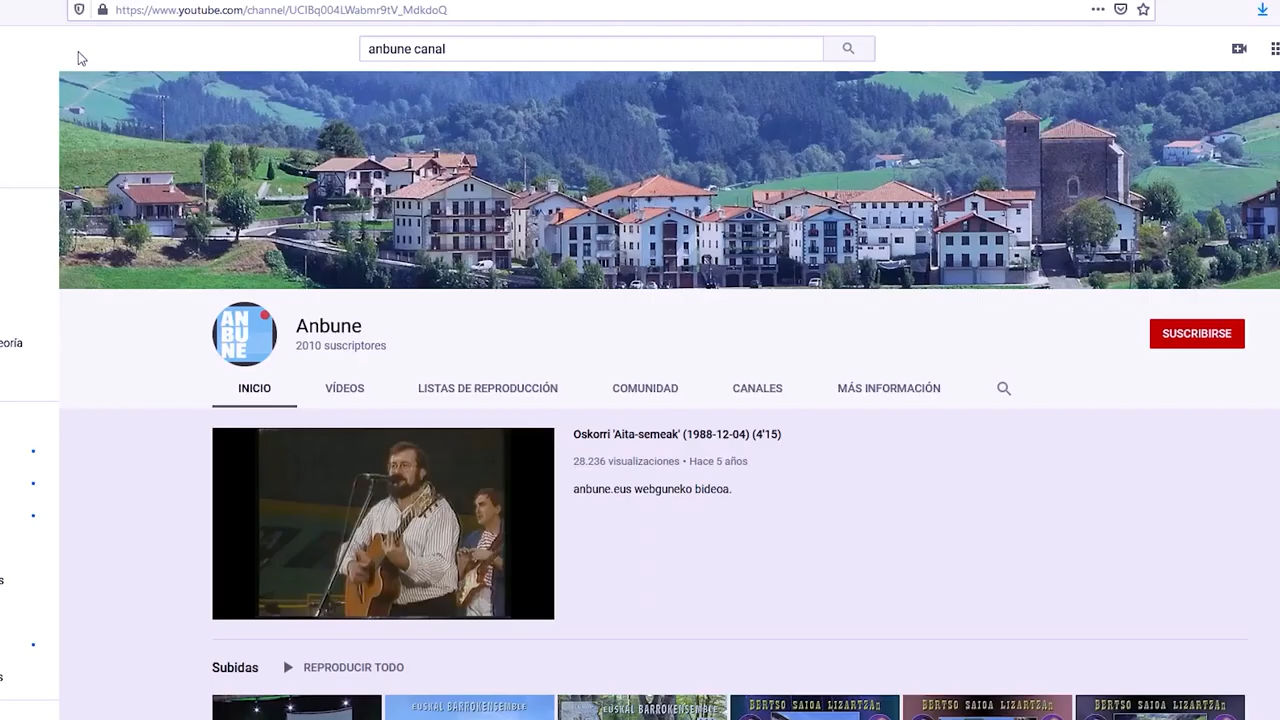 https://www.youtube.com/channel/UCIBq004LWabmr9tV_MdkdoQ
anbune canal
AN
BU
NE
Anbune
2010 suscriptores
SUSCRIBIRSE
eoría
INICIO VÍDEOS LISTAS DE REPRODUCCIÓN COMUNIDAD CANALES MÁS INFORMACIÓN
Oskorri 'Aita-semeak' (1988-12-04) (4'15)
28.236 visualizaciones • Hace 5 años
anbune.eus webguneko bideoa.
s
s
Subidas REPRODUCIR TODO
EUSKAL BARROKENSEMBLE EUSKAL BARROKENSEMBLE BERTSO SAIOA LIZARTZAn BERTSO SAIOA LIZARTZAn BERTSO SAIOA LIZARTZAn